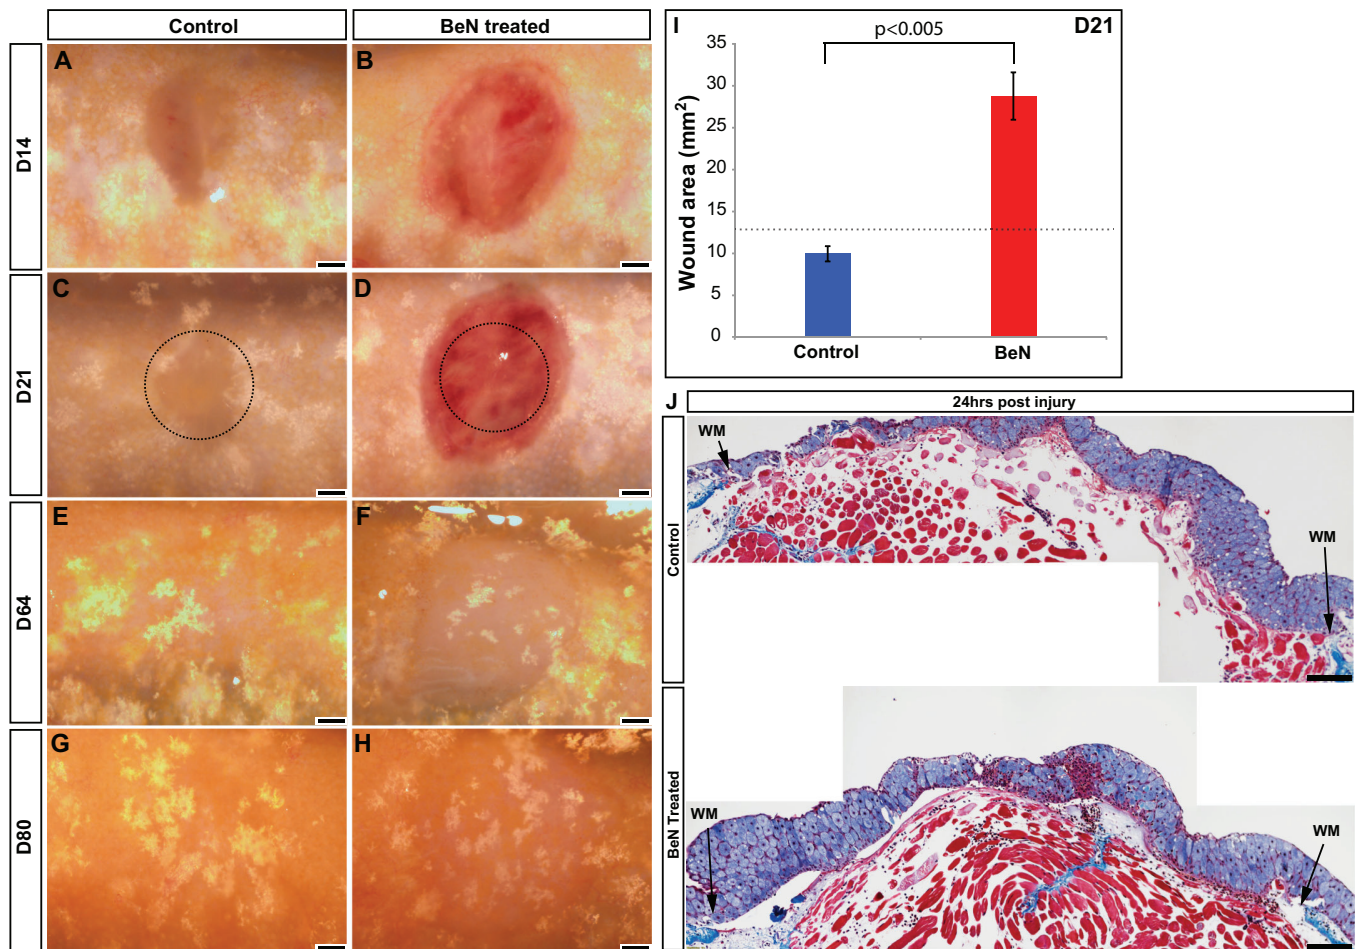 Control
BeN treated
D14
A
B
D21
C
D
D64
E
F
D80
G
H
I
D21
p<0.005
Wound area (mm²)
35
30
25
20
15
10
5
0
Control
BeN
J
24hrs post injury
Control
WM
WM
BeN Treated
WM
WM